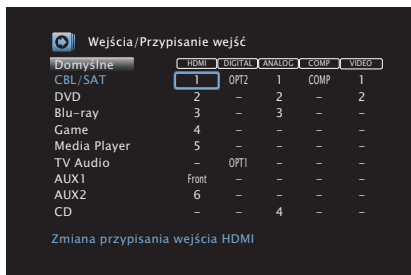 Wejścia/Przypisanie wejść
Domyślne HDMI DIGITAL ANALOG COMP VIDEO
CBL/SAT 1 OPT2 1 COMP 1
DVD 2 – 2 – 2
Blu-ray 3 – 3 – –
Game 4 – – – –
Media Player 5 – – – –
TV Audio – OPT1 – – –
AUX1 Front – – – –
AUX2 6 – – – –
CD – – 4 – –
Zmiana przypisania wejścia HDMI